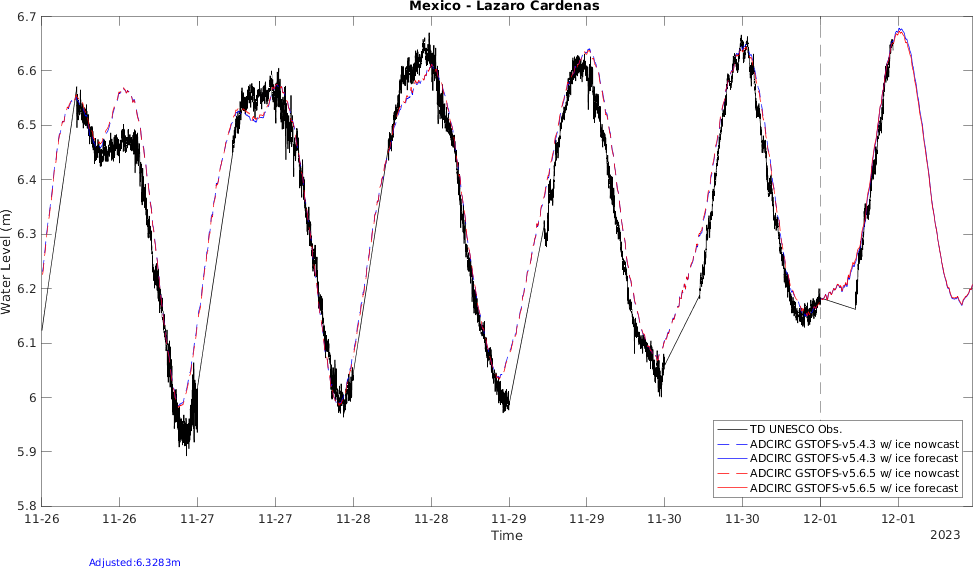 Mexico - Lazaro Cardenas
6.7
6.6
6.5
6.4
6.3
6.2
6.1
6
5.9
5.8
Water Level (m)
TD UNESCO Obs.
ADCIRC GSTOFS-v5.4.3 w/ ice nowcast
ADCIRC GSTOFS-v5.4.3 w/ ice forecast
ADCIRC GSTOFS-v5.6.5 w/ ice nowcast
ADCIRC GSTOFS-v5.6.5 w/ ice forecast
11-26 11-26 11-27 11-27 11-28 11-28 11-29 11-29 11-30 11-30 12-01 12-01
Time
2023
Adjusted:6.3283m